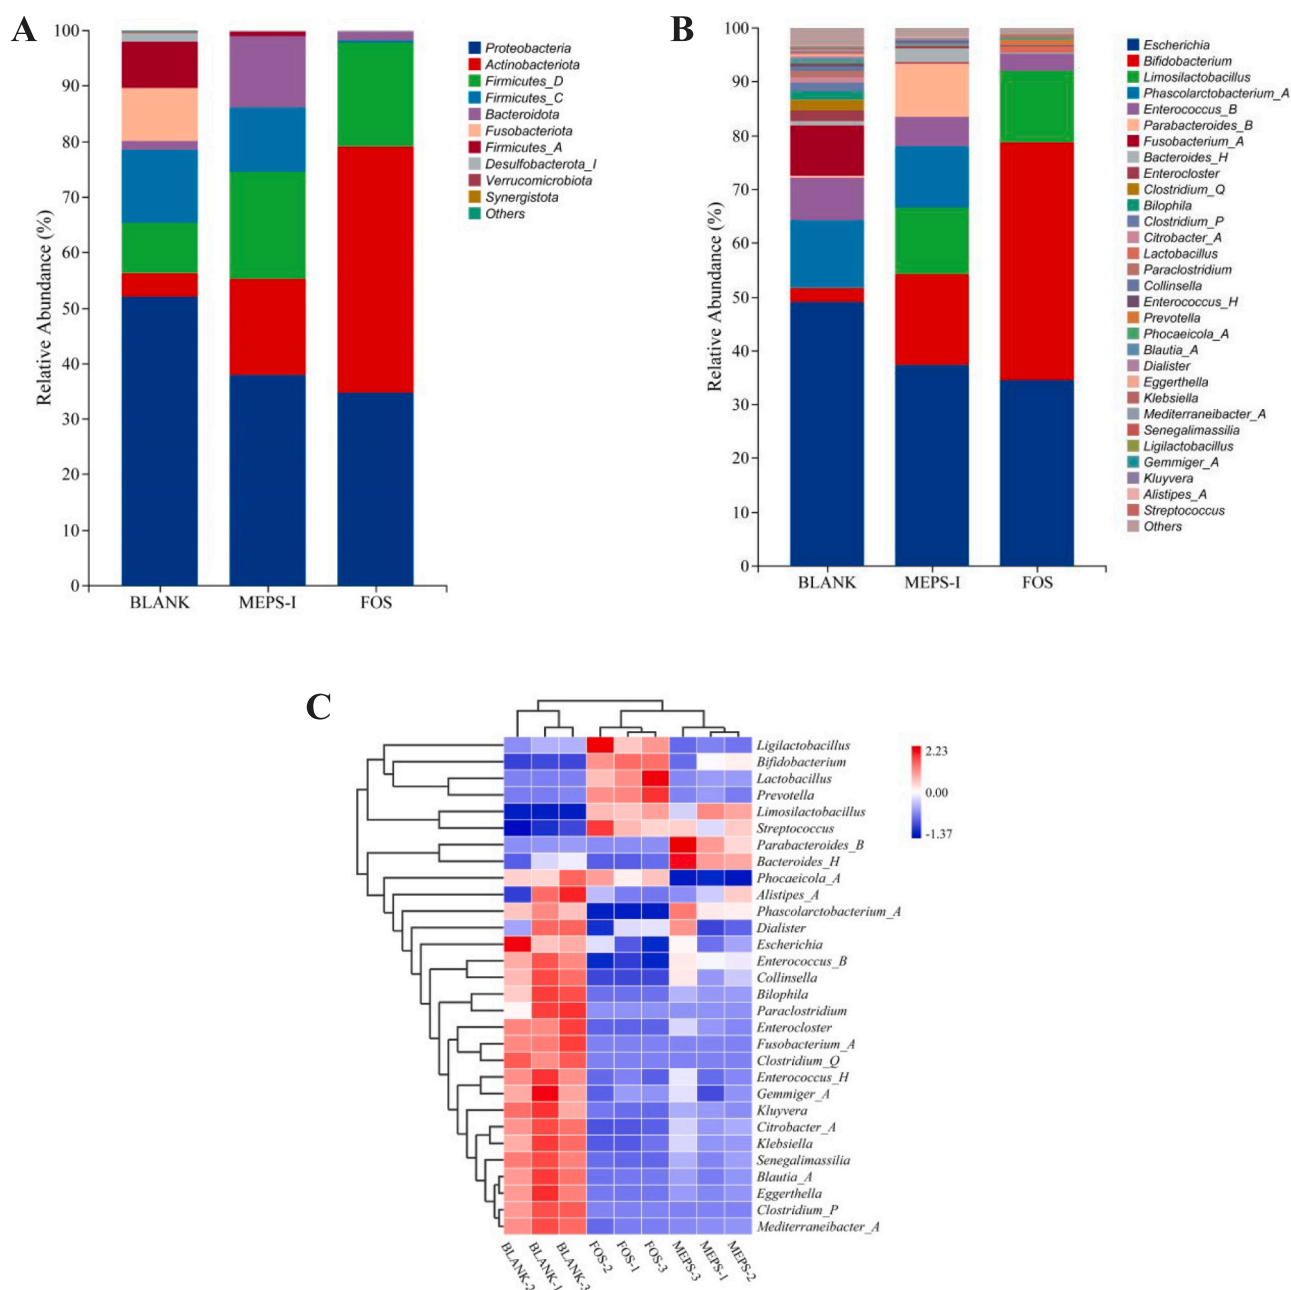 A
Relative Abundance (%)
100
90
80
70
60
50
40
30
20
10
0
BLANK
MEPS-I
FOS
Proteobacteria
Actinobacteriota
Firmicutes_D
Firmicutes_C
Bacteroidota
Fusobacteriota
Firmicutes_A
Desulfobacterota_I
Verrucomicrobiota
Synergistota
Others
B
Relative Abundance (%)
100
90
80
70
60
50
40
30
20
10
0
BLANK
MEPS-I
FOS
Escherichia
Bifidobacterium
Limosilactobacillus
Phascolarctobacterium_A
Enterococcus_B
Parabacteroides_B
Fusobacterium_A
Bacteroides_H
Enterocloster
Clostridium_Q
Bilophila
Clostridium_P
Citrobacter_A
Lactobacillus
Paraclostridium
Collinsella
Enterococcus_H
Prevotella
Phocaeicola_A
Blautia_A
Dialister
Eggerthella
Klebsiella
Mediterraneibacter_A
Senegalimassilia
Ligilactobacillus
Gemmiger_A
Kluyvera
Alistipes_A
Streptococcus
Others
C
Ligilactobacillus
Bifidobacterium
Lactobacillus
Prevotella
Limosilactobacillus
Streptococcus
Parabacteroides_B
Bacteroides_H
Phocaeicola_A
Alistipes_A
Phascolarctobacterium_A
Dialister
Escherichia
Enterococcus_B
Collinsella
Bilophila
Paraclostridium
Enterocloster
Fusobacterium_A
Clostridium_Q
Enterococcus_H
Gemmiger_A
Kluyvera
Citrobacter_A
Klebsiella
Senegalimassilia
Blautia_A
Eggerthella
Clostridium_P
Mediterraneibacter_A
BLANK-2
BLANK-1
BLANK-3
FOS-2
FOS-1
FOS-3
MEPS-3
MEPS-1
MEPS-2
2.23
0.00
-1.37